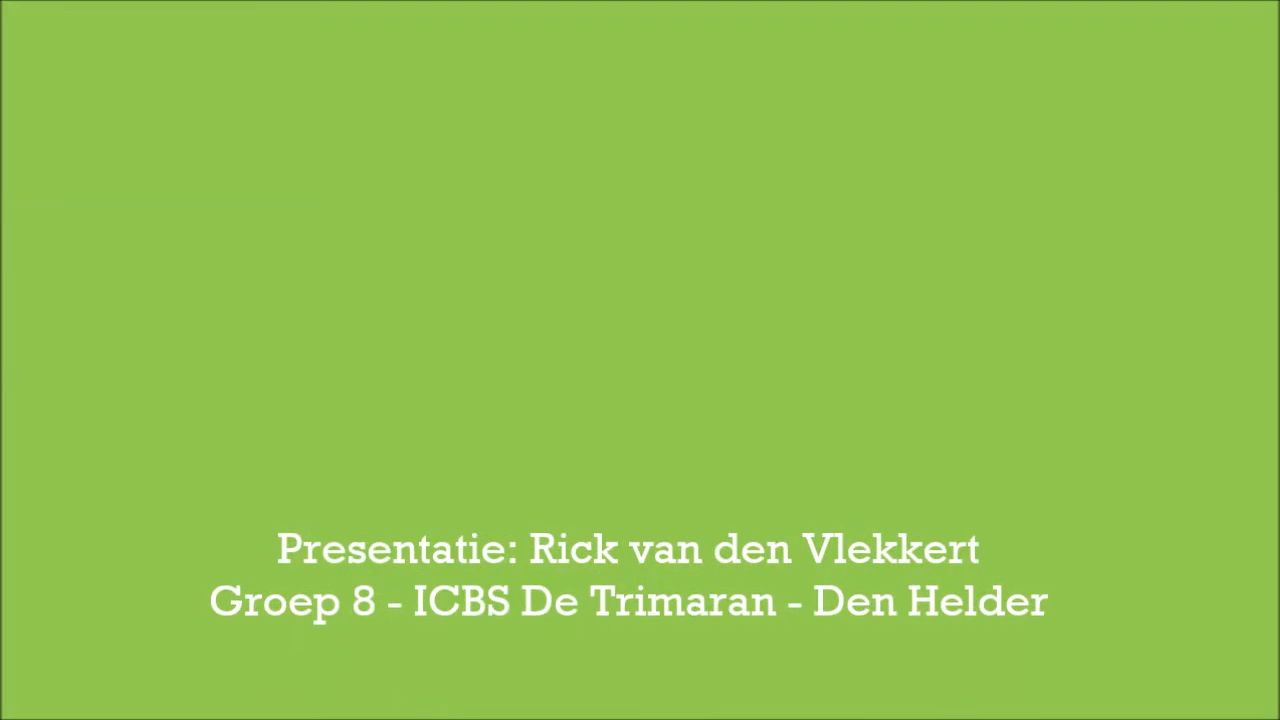 Presentatie: Rick van den Vlekkert
Groep 8 - ICBS De Trimaran - Den Helder